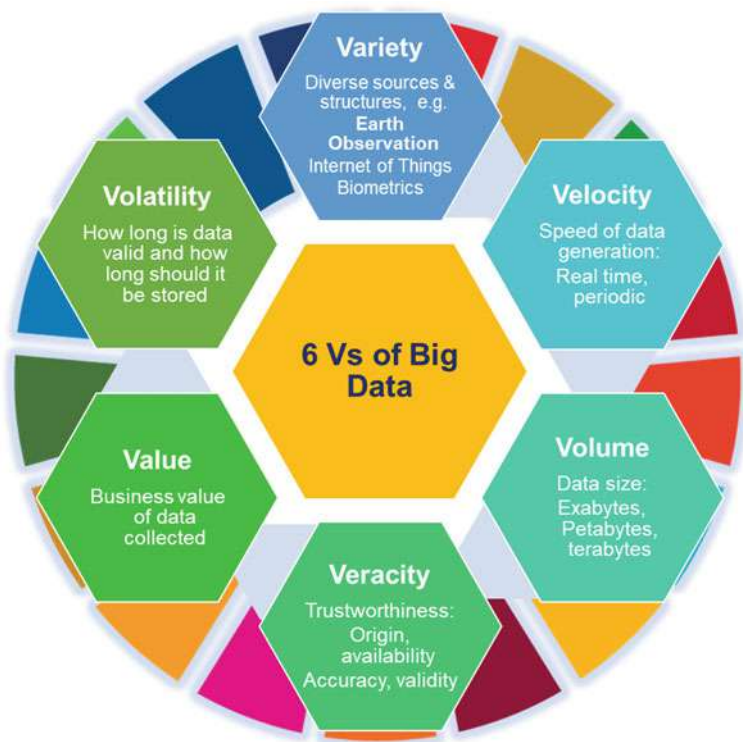 Variety
Diverse sources &
structures, e.g.
Earth
Observation
Internet of Things
Biometrics
Velocity
Speed of data
generation:
Real time,
periodic
Volume
Data size:
Exabytes,
Petabytes,
terabytes
Veracity
Trustworthiness:
Origin,
availability
Accuracy, validity
Value
Business value
of data
collected
Volatility
How long is data
valid and how
long should it
be stored
6 Vs of Big
Data